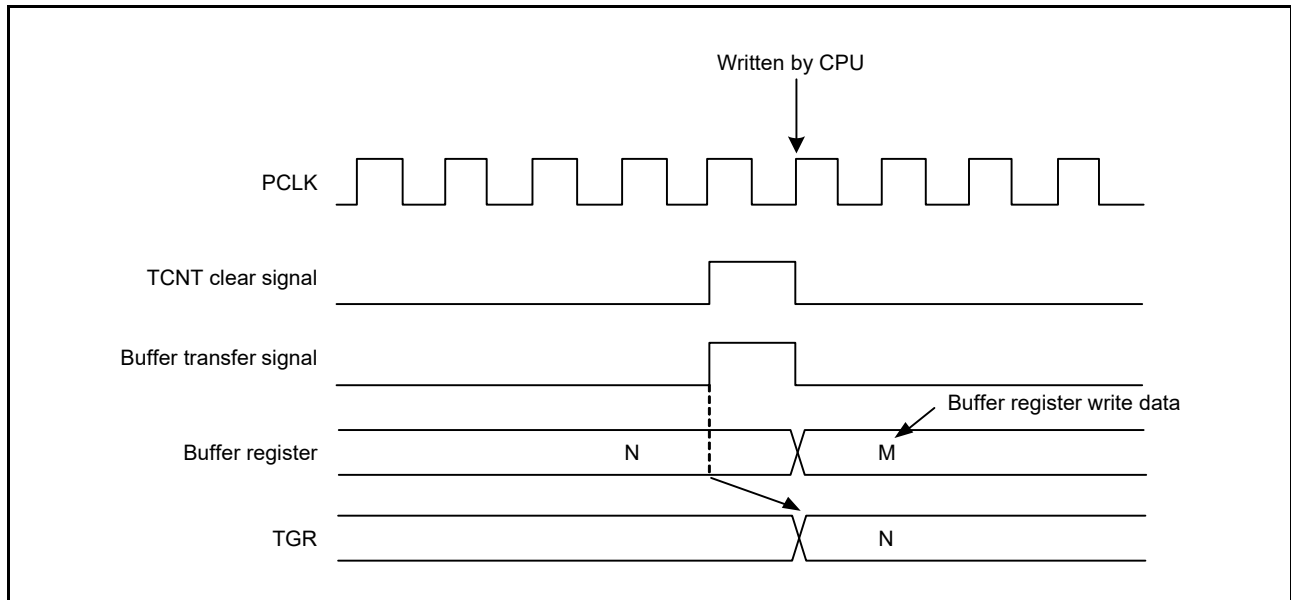 Written by CPU
PCLK
TCNT clear signal
Buffer transfer signal
Buffer register write data
Buffer register
N
M
TGR
N